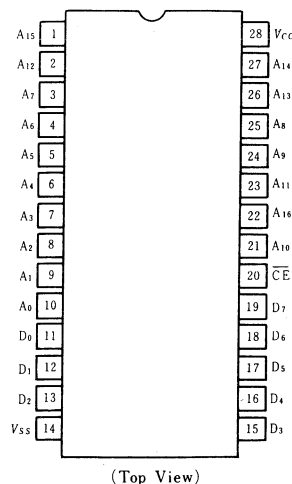 A15 1 28 VCC
A12 2 27 A14
A7 3 26 A13
A6 4 25 A8
A5 5 24 A9
A4 6 23 A11
A3 7 22 A16
A2 8 21 A10
A1 9 20 C̅E̅
A0 10 19 D7
D0 11 18 D6
D1 12 17 D5
D2 13 16 D4
VSS 14 15 D3
(Top View)